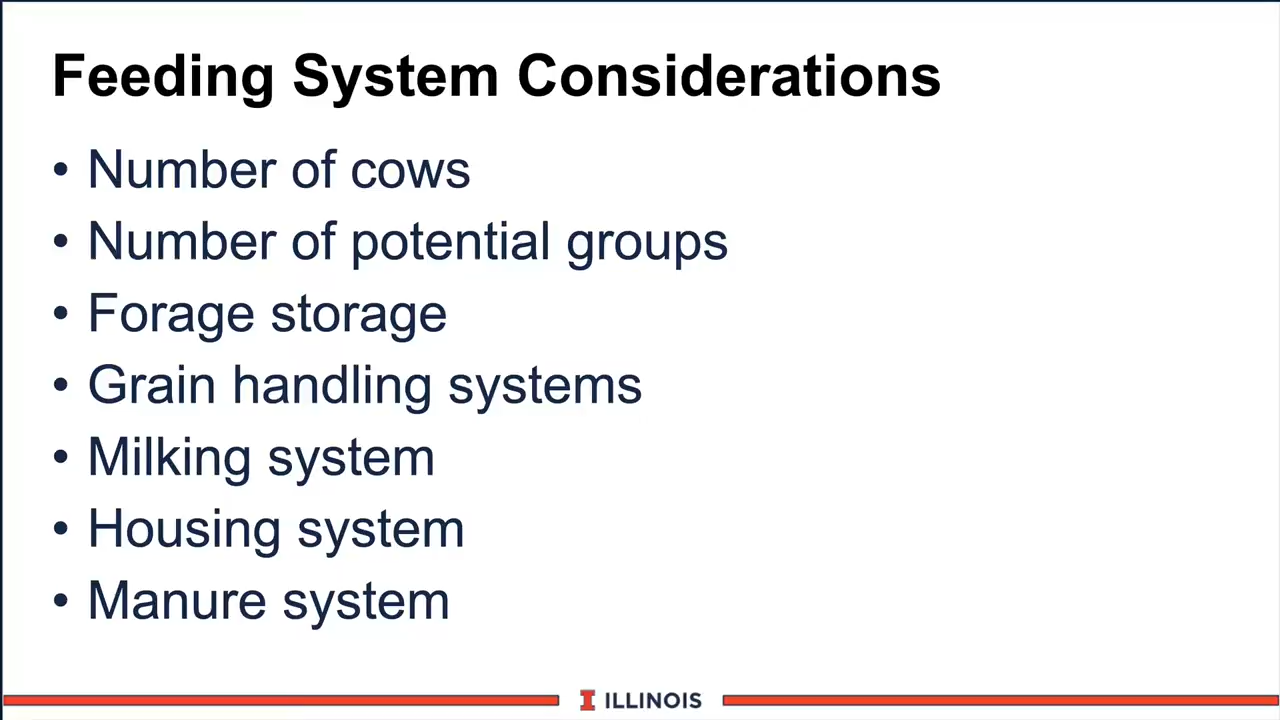 Feeding System Considerations
• Number of cows
• Number of potential groups
• Forage storage
• Grain handling systems
• Milking system
• Housing system
• Manure system
I ILLINOIS